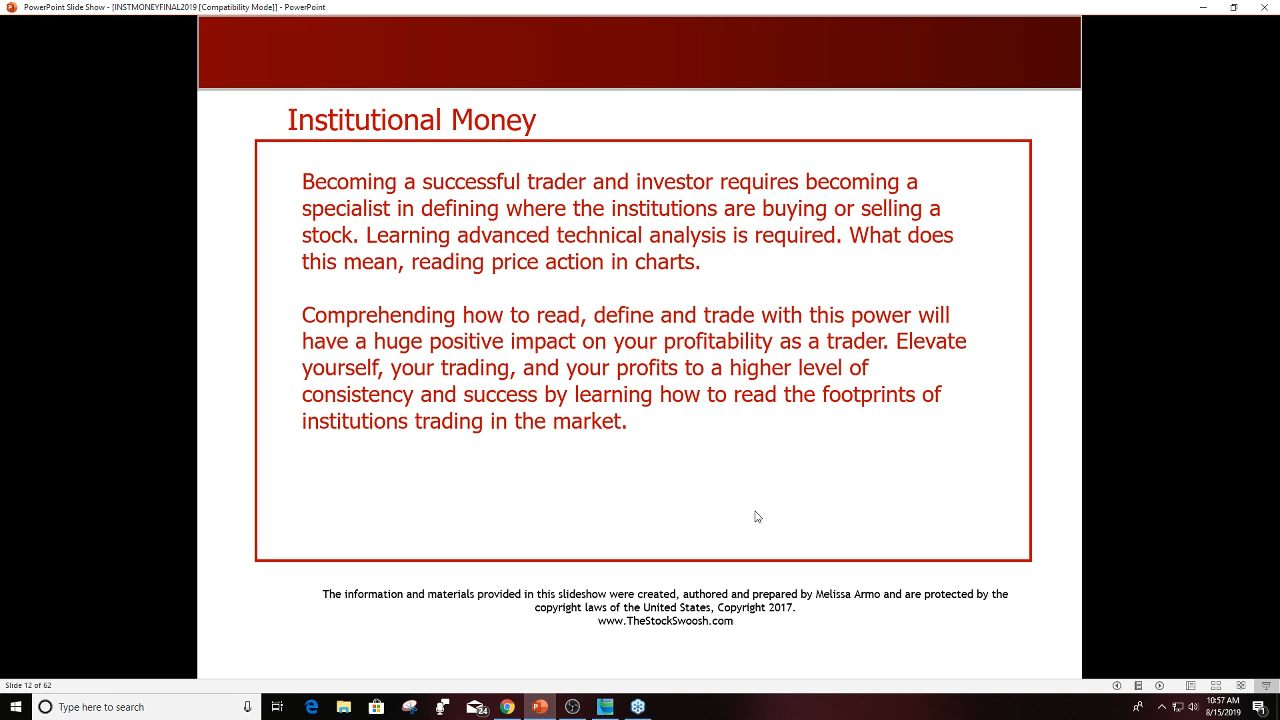 PowerPoint Slide Show - [INSTMONEYFINAL2019 [Compatibility Mode]] - PowerPoint
Institutional Money
Becoming a successful trader and investor requires becoming a
specialist in defining where the institutions are buying or selling a
stock. Learning advanced technical analysis is required. What does
this mean, reading price action in charts.
Comprehending how to read, define and trade with this power will
have a huge positive impact on your profitability as a trader. Elevate
yourself, your trading, and your profits to a higher level of
consistency and success by learning how to read the footprints of
institutions trading in the market.
The information and materials provided in this slideshow were created, authored and prepared by Melissa Armo and are protected by the
copyright laws of the United States, Copyright 2017.
www.TheStockSwoosh.com
Slide 12 of 62
Type here to search
24
10:57 AM
8/15/2019
1